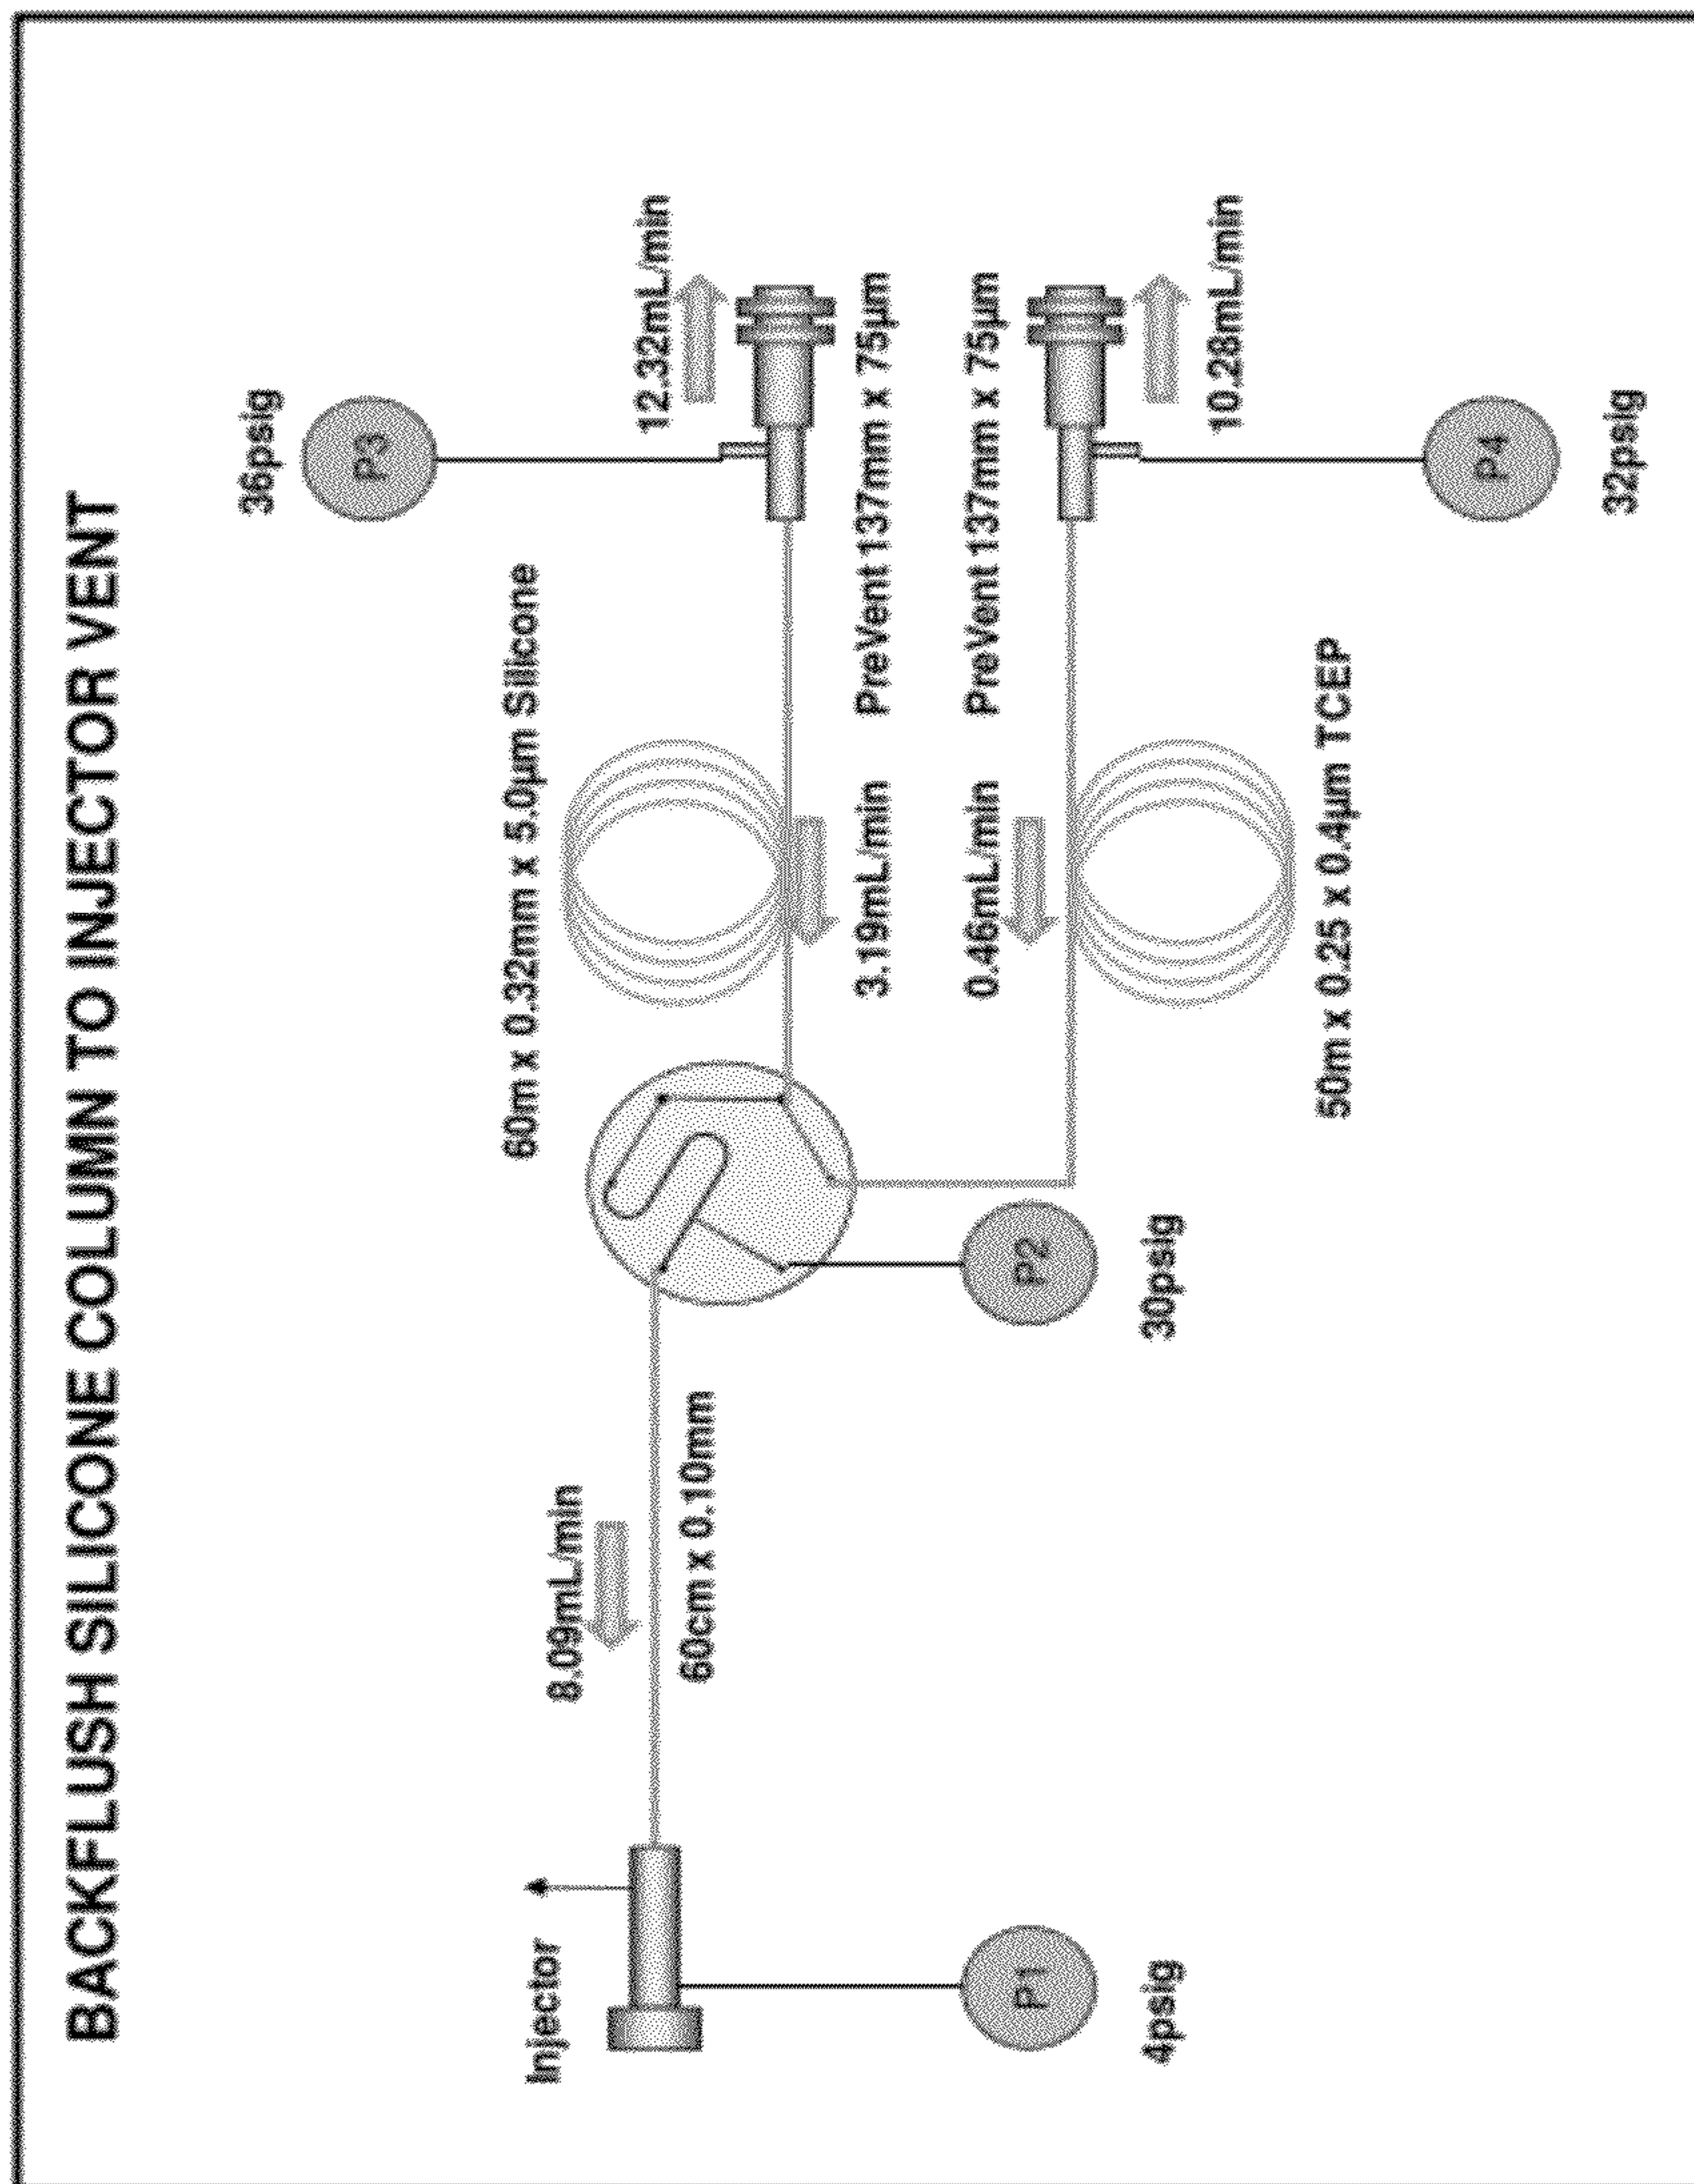 BACKFLUSH SILICONE COLUMN TO INJECTOR VENT
36psig
P3
12.32mL/min
60m x 0.32mm x 5.0µm Silicone
3.19mL/min
PreVent 137mm x 75µm
8.09mL/min
60cm x 0.10mm
Injector
0.46mL/min
PreVent 137mm x 75µm
P1
4psig
P2
30psig
10.28mL/min
50m x 0.25 x 0.4µm TCEP
P4
32psig